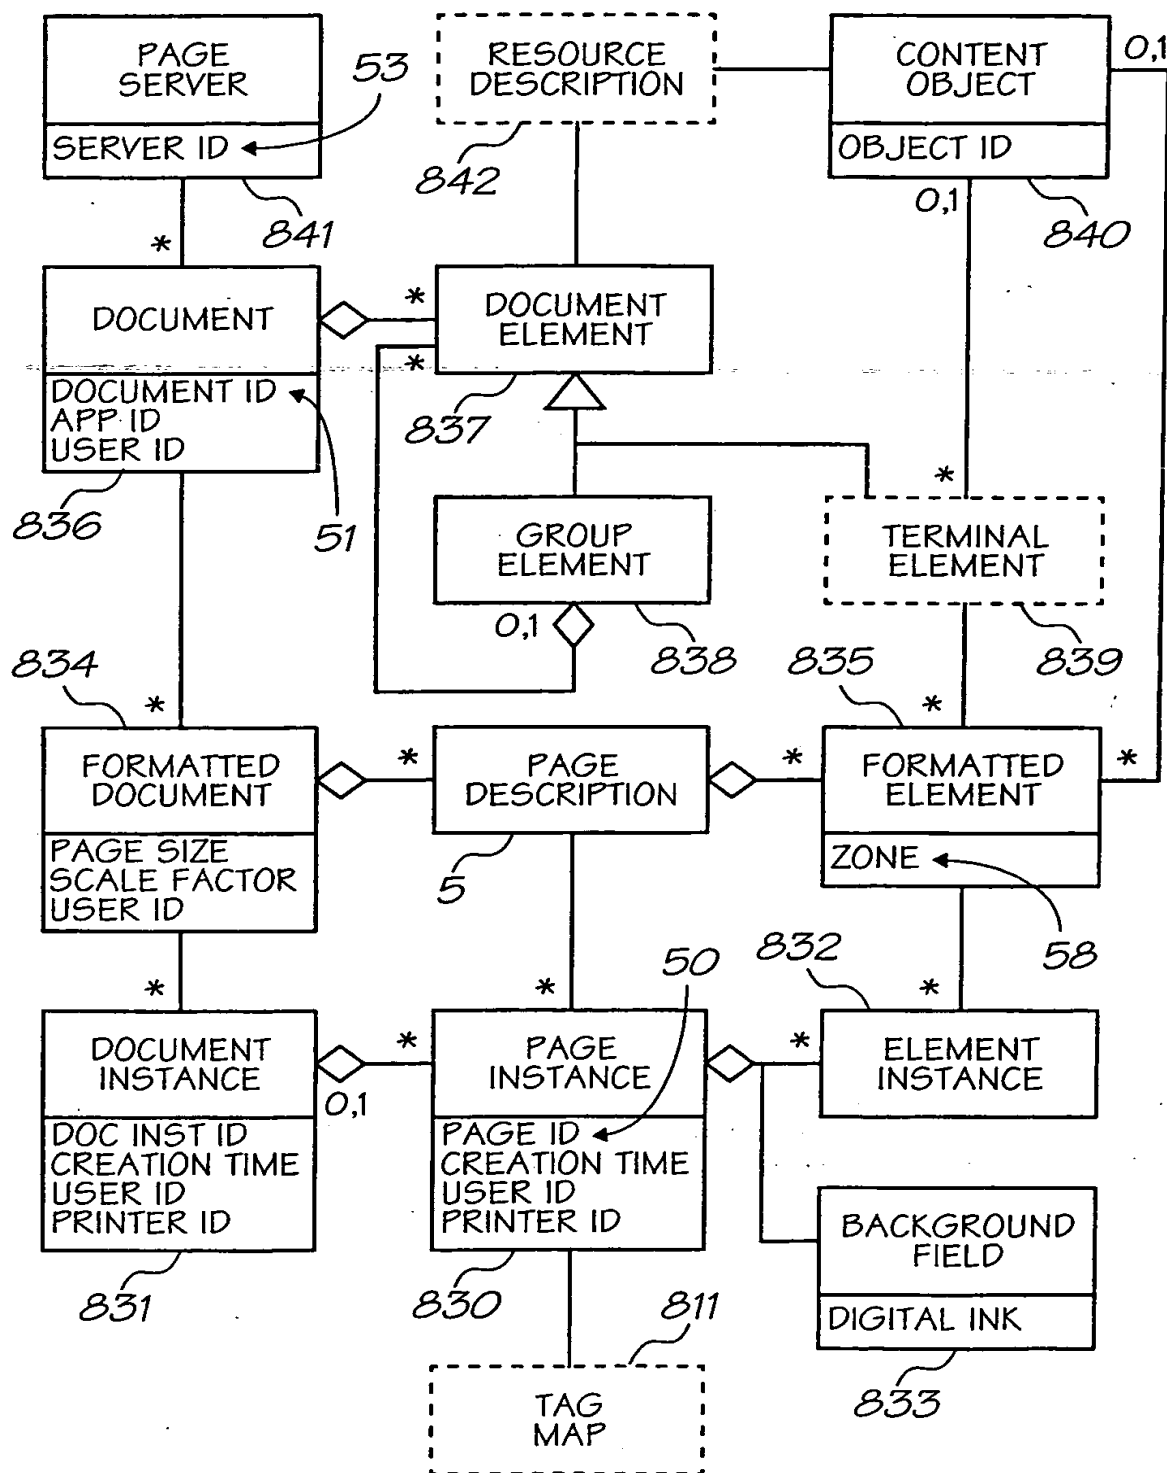 PAGE
SERVER
SERVER ID
53
841
*
RESOURCE
DESCRIPTION
842
CONTENT
OBJECT
OBJECT ID
0,1
0,1
840
DOCUMENT
DOCUMENT ID
APP ID
USER ID
836
51
*
*
DOCUMENT
ELEMENT
837
GROUP
ELEMENT
0,1
838
*
TERMINAL
ELEMENT
839
834
*
FORMATTED
DOCUMENT
PAGE SIZE
SCALE FACTOR
USER ID
*
PAGE
DESCRIPTION
5
835
*
*
*
FORMATTED
ELEMENT
ZONE
58
*
DOCUMENT
INSTANCE
0,1
DOC INST ID
CREATION TIME
USER ID
PRINTER ID
831
50
*
*
PAGE
INSTANCE
PAGE ID
CREATION TIME
USER ID
PRINTER ID
830
832
*
*
ELEMENT
INSTANCE
BACKGROUND
FIELD
DIGITAL INK
833
811
TAG
MAP